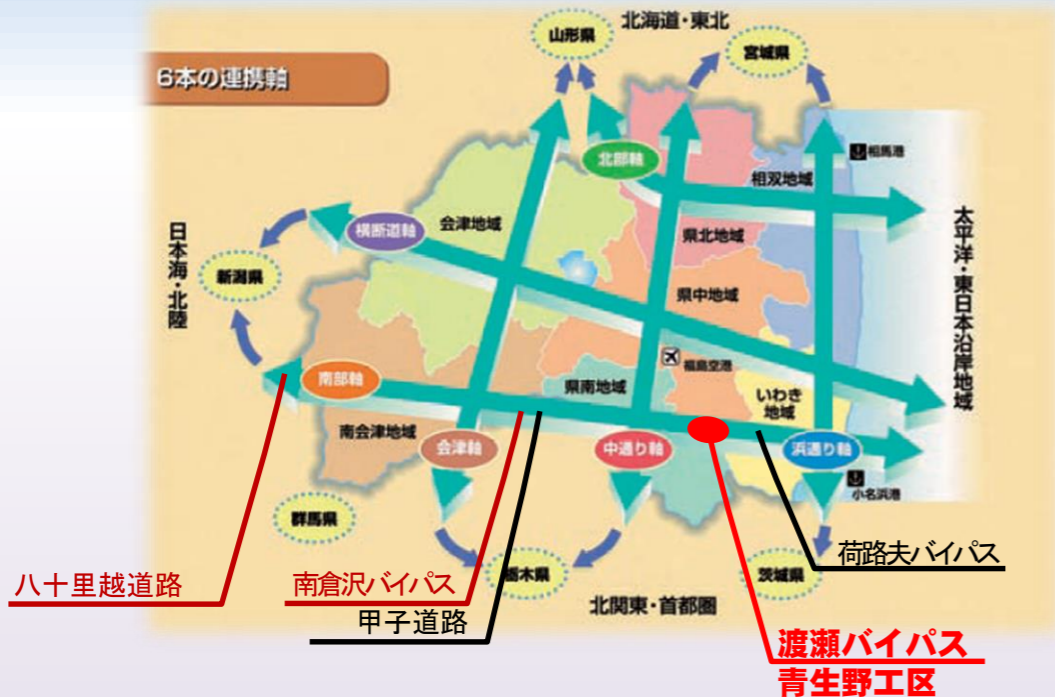 北海道・東北
山形県
宮城県
6本の連携軸
相馬港
北部軸
相双地域
横断道軸
会津地域
県北地域
日本海・北陸
新潟県
県中地域
太平洋・東日本沿岸地域
福島空港
南部軸
県南地域
いわき
地域
南会津地域
会津軸
中通り軸
浜通り軸
小名浜港
群馬県
栃木県
茨城県
荷路夫バイパス
八十里越道路
南倉沢バイパス
甲子道路
北関東・首都圏
渡瀬バイパス
青生野工区